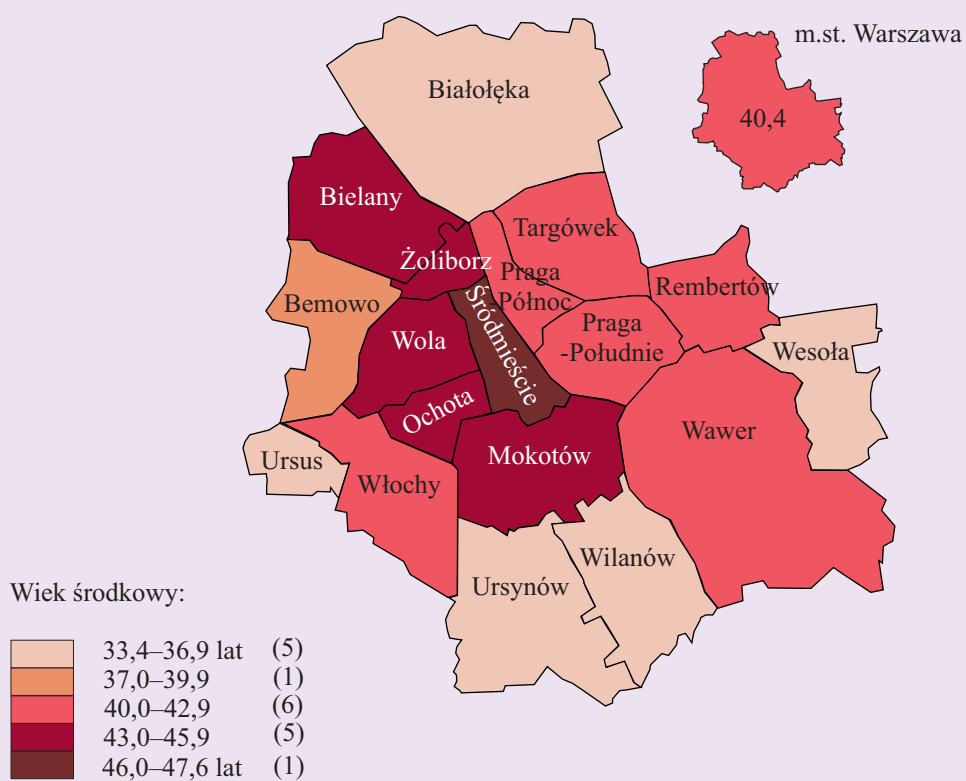 m.st. Warszawa
40,4
Białołęka
Bielany
Targówek
Żoliborz
Praga
Północ
Rembertów
Bemowo
Śródmieście
Praga
-Południe
Wola
Wesoła
Ochota
Wawer
Ursus
Włochy
Mokotów
Ursynów
Wilanów
Wiek środkowy:
33,4–36,9 lat (5)
37,0–39,9 (1)
40,0–42,9 (6)
43,0–45,9 (5)
46,0–47,6 lat (1)